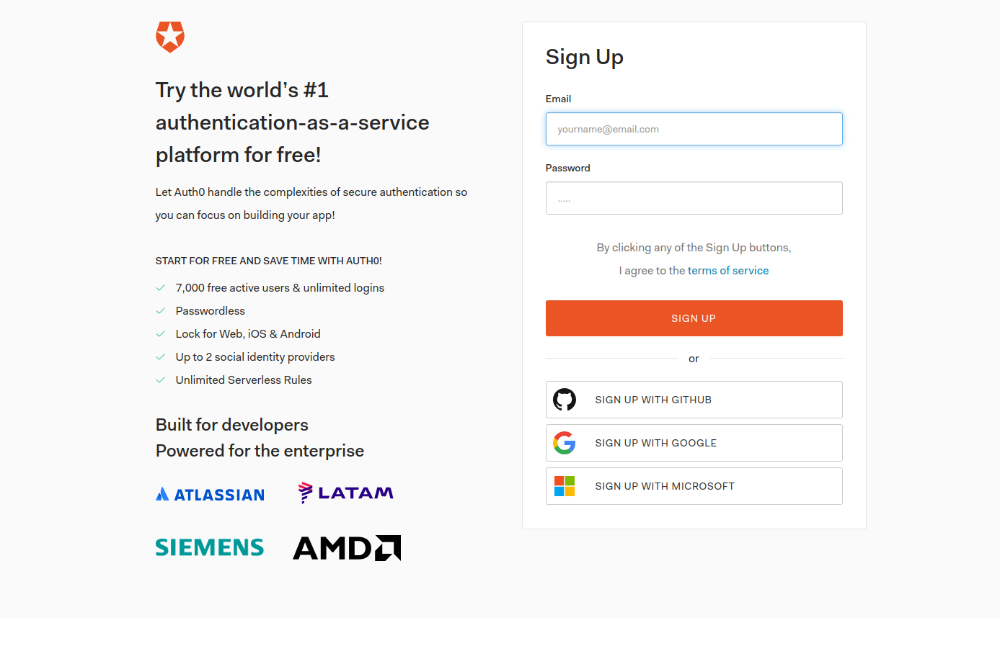 Try the world’s #1
authentication-as-a-service
platform for free!
Let Auth0 handle the complexities of secure authentication so
you can focus on building your app!
START FOR FREE AND SAVE TIME WITH AUTH0!
7,000 free active users & unlimited logins
Passwordless
Lock for Web, iOS & Android
Up to 2 social identity providers
Unlimited Serverless Rules
Built for developers
Powered for the enterprise
ATLASSIAN
LATAM
SIEMENS
AMD
Sign Up
Email
yourname@email.com
Password
.....
By clicking any of the Sign Up buttons,
I agree to the terms of service
SIGN UP
or
SIGN UP WITH GITHUB
SIGN UP WITH GOOGLE
SIGN UP WITH MICROSOFT